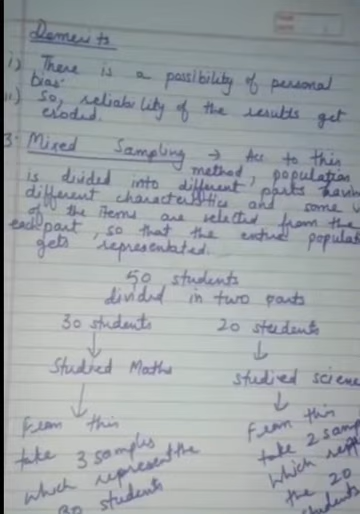 Demerits
i) There is a possibility of personal
bias.
ii) So, reliability of the results get
eroded.
3. Mixed Sampling → Acc to this
method, population
is divided into different parts having
different characteristics and some
of the items are selected from the
each part, so that the entire populat
gets represented.
50 students
divided in two parts
30 students 20 students
↓ ↓
Studied Maths studied scien
↓ ↓
From this From this
take 3 samples take 2 samp
which represent the which rep
30 students the 20
students